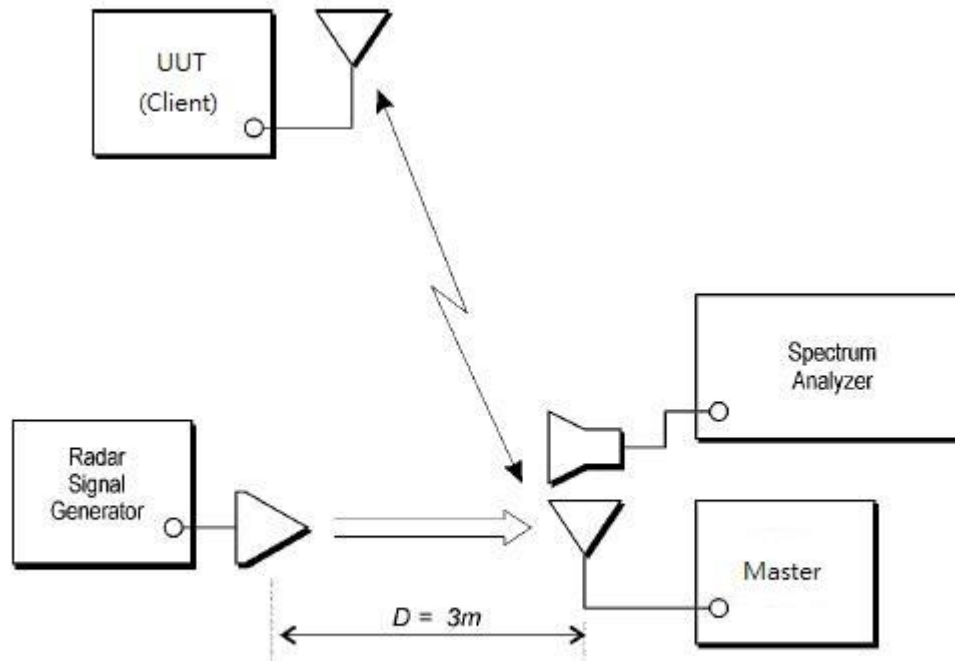 UUT
(Client)
Spectrum
Analyzer
Radar
Signal
Generator
Master
D = 3m